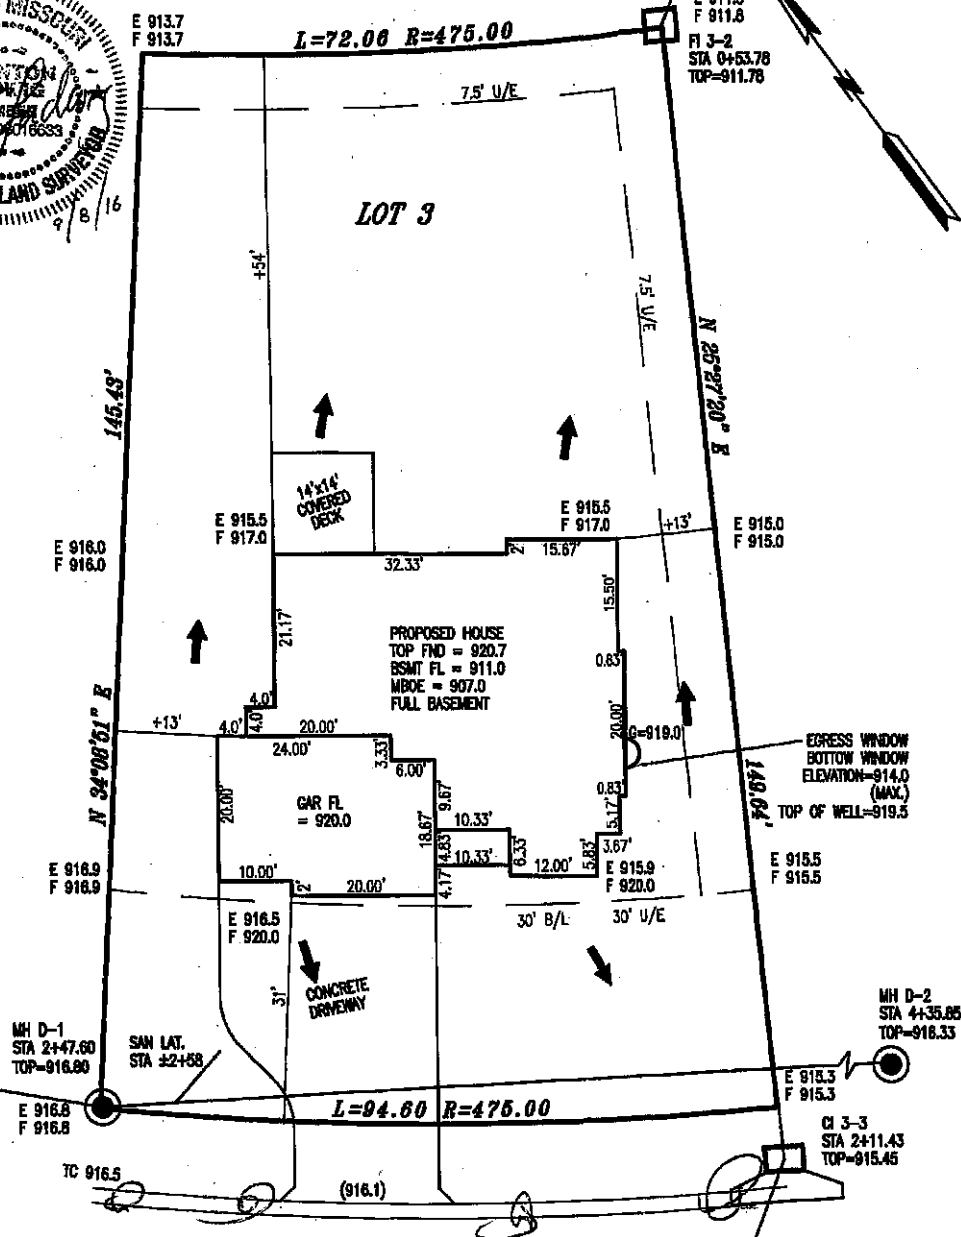 MISSOURI
LAND SURVEYOR
9/8/16
E 913.7
F 913.7
L=72.06 R=475.00
F 911.8
FI 3-2
STA 0+53.78
TOP=911.78
7.5' U/E
LOT 3
±54'
7.5' U/E
N 25°27'20" E
145.43'
14'x14'
COVERED
DECK
E 915.5
F 917.0
E 915.5
F 917.0
±13'
E 915.0
F 915.0
E 916.0
F 916.0
32.33'
2'
15.67'
21.17'
15.50'
PROPOSED HOUSE
TOP FND = 920.7
BSMT FL = 911.0
MBOE = 907.0
FULL BASEMENT
0.83'
20.00'
G=919.0
4.0'
4.0'
±13'
4.0'
20.00'
24.00'
3.33'
6.00'
N 34°08'51" E
EGRESS WINDOW
BOTTOW WINDOW
ELEVATION=914.0
(MAX.)
TOP OF WELL=919.5
149.64'
0.83'
5.17'
20.00'
GAR FL
= 920.0
9.67'
18.67'
10.33'
4.83'
10.33'
6.33'
3.67'
5.83'
12.00'
4.17'
E 916.9
F 916.9
10.00'
2'
20.00'
E 915.9
F 920.0
E 915.5
F 915.5
E 916.5
F 920.0
30' B/L
30' U/E
31'
CONCRETE
DRIVEWAY
MH D-1
STA 2+47.60
TOP=916.80
SAN LAT.
STA ±2+58
MH D-2
STA 4+35.85
TOP=916.33
E 916.8
F 916.8
L=94.60 R=475.00
E 915.3
F 915.3
CI 3-3
STA 2+11.43
TOP=915.45
TC 916.5
(916.1)